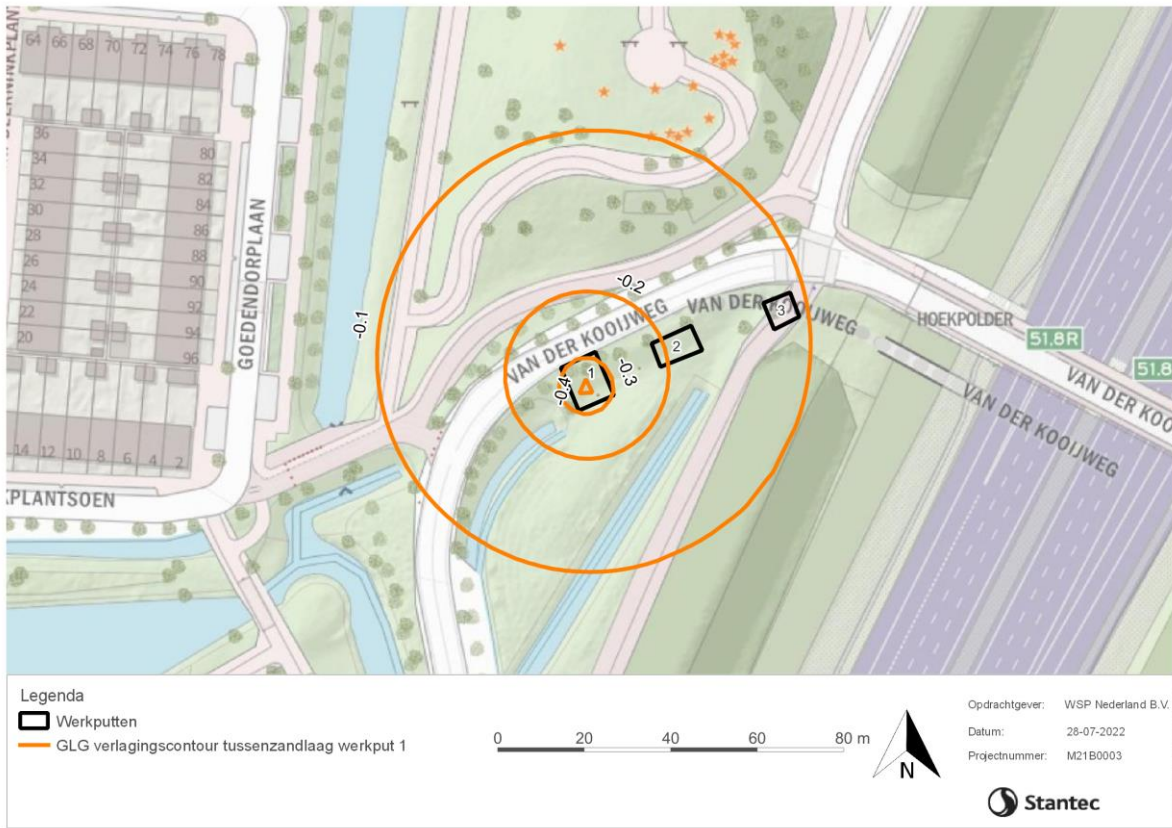 64 66 68 70 72 74 76 78
36
34
32
30
28
26
24
22
20
80
82
84
86
88
90
92
94
96
GOEDENDORPLAAN
14 12 10 8 6 4 2
KPLANTSOEN
-0.1
-0.2
-0.3
-0.4
1
2
3
VAN DER KOOIJWEG
VAN DER KOOIJWEG
HOEKPOLDER
51.8R
51.8
VAN DER KOO
VAN DER KOOIJWEG
Legenda
Werkputten
GLG verlagingscontour tussenzandlaag werkput 1
0 20 40 60 80 m
N
Opdrachtgever: WSP Nederland B.V.
Datum: 28-07-2022
Projectnummer: M21B0003
Stantec